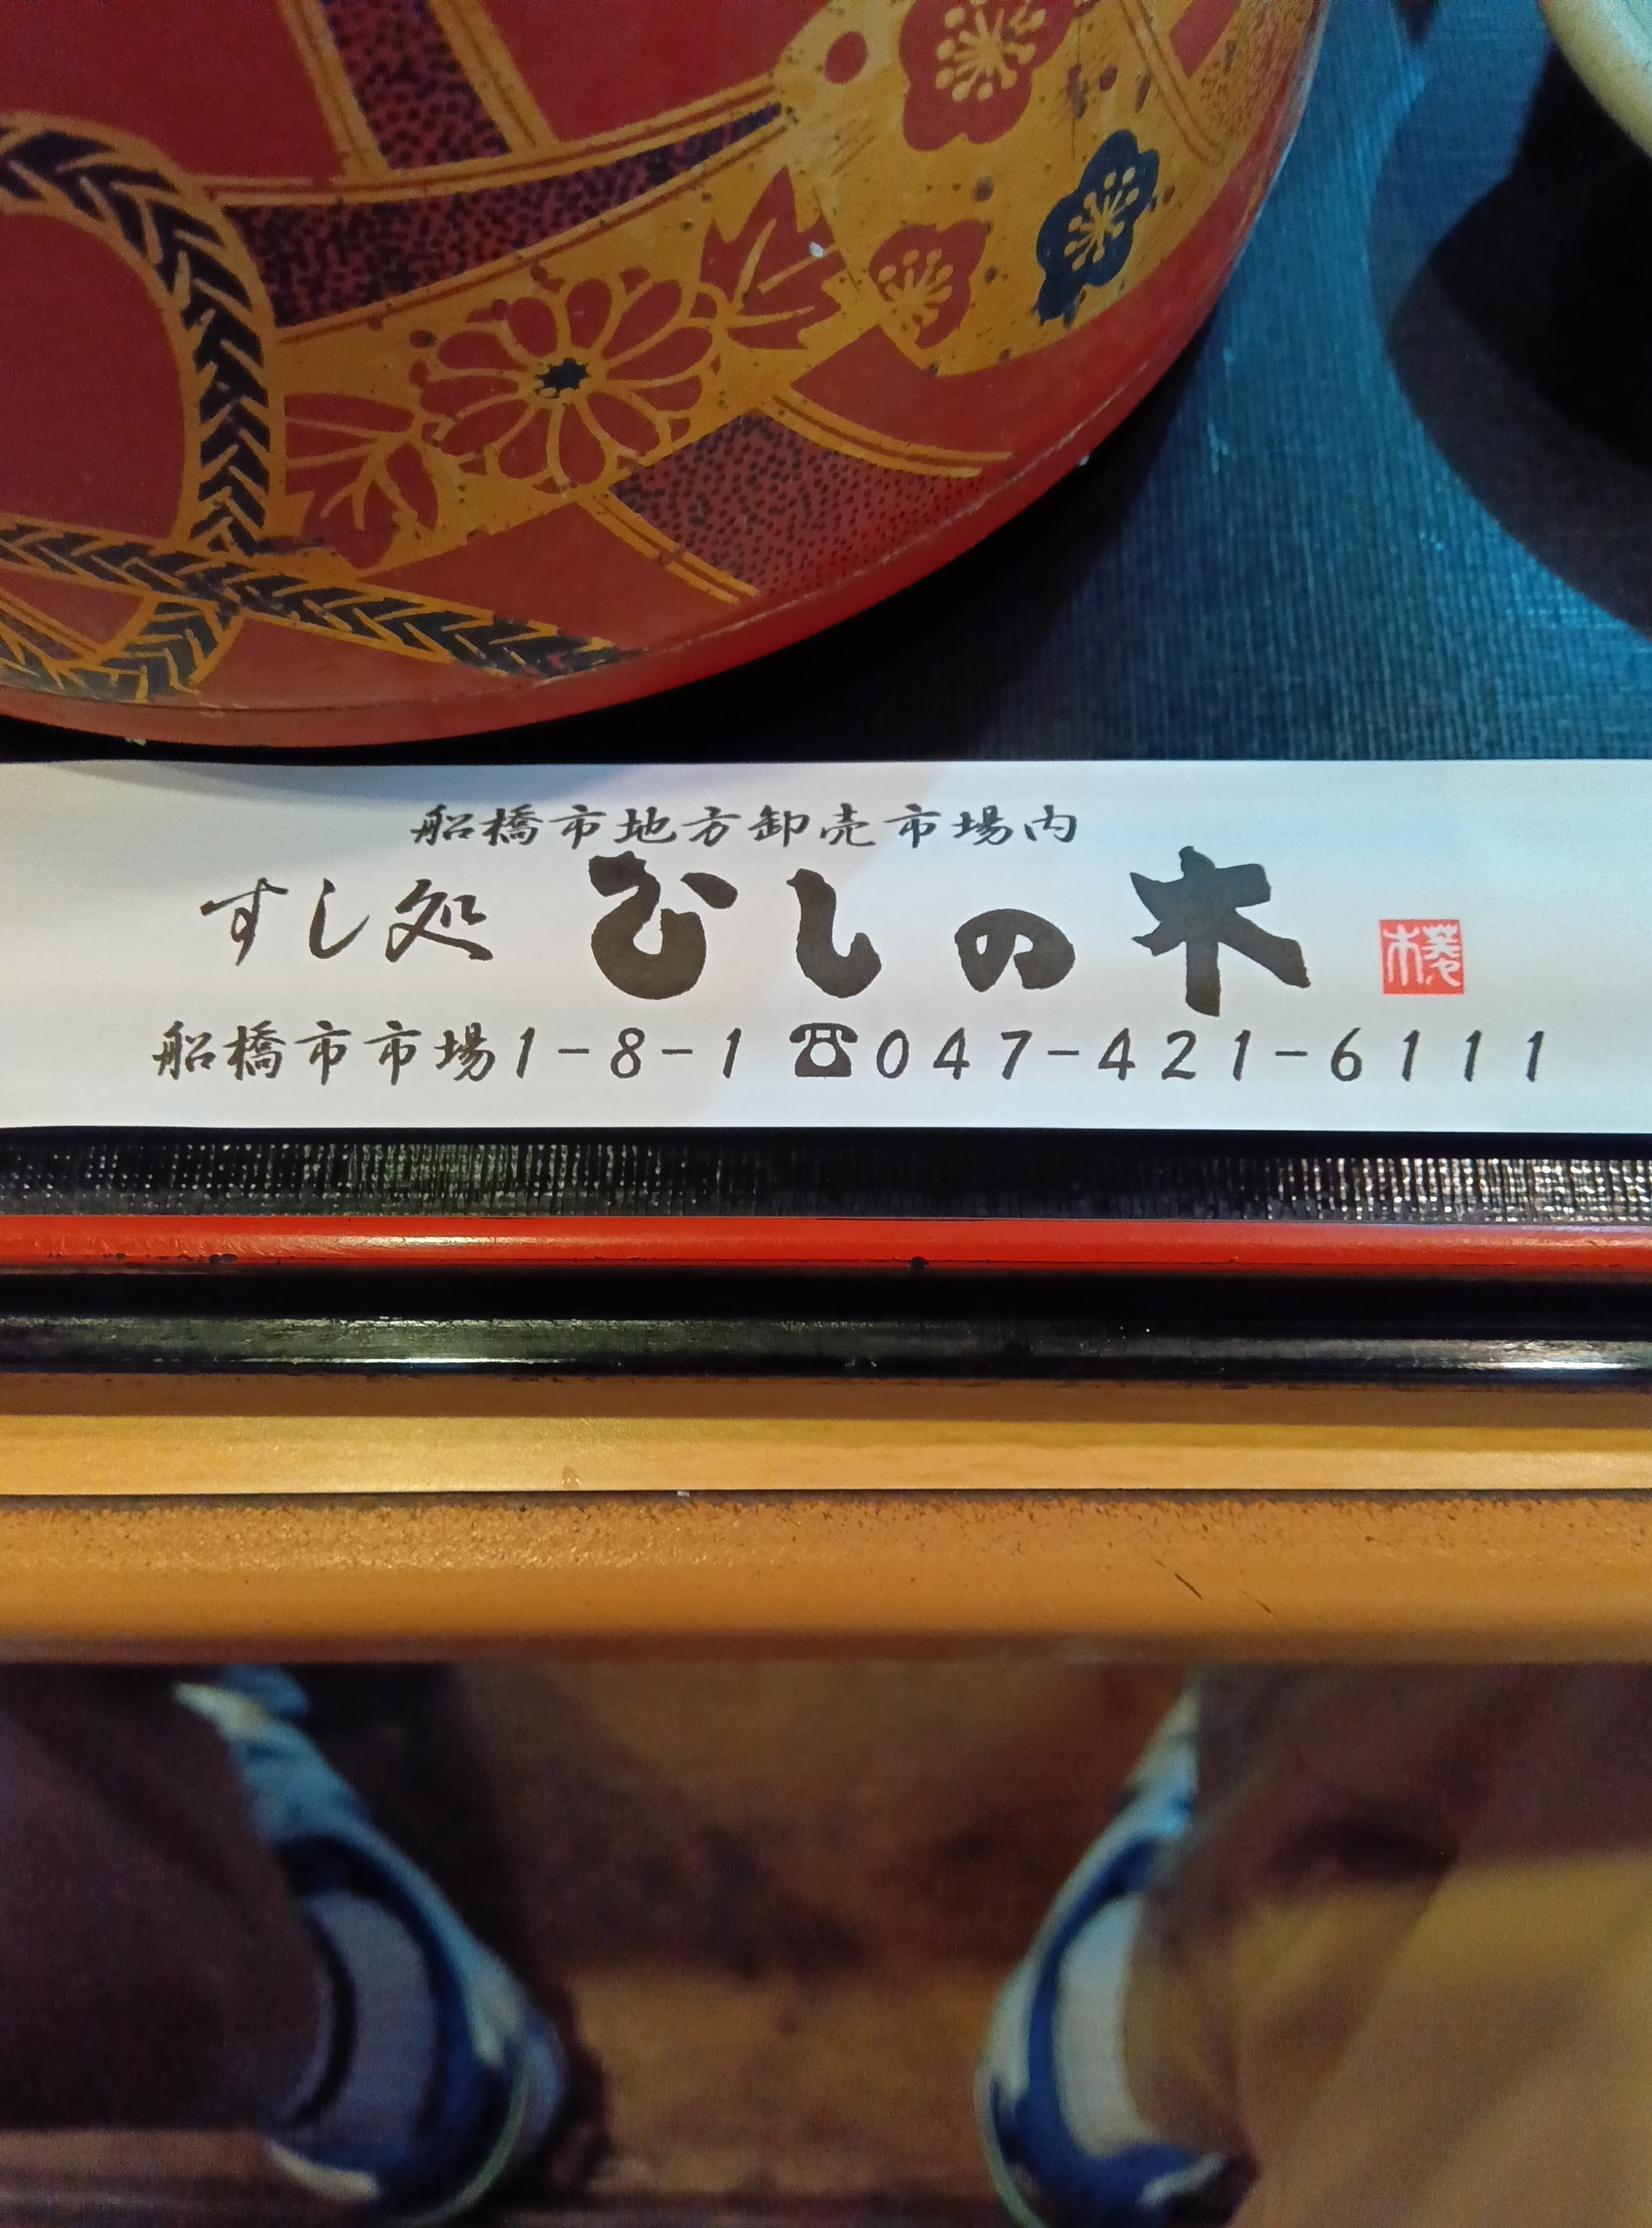 船橋市地方卸売市場内
すし処 むしの木
船橋市市場1-8-1 ☎047-421-6111